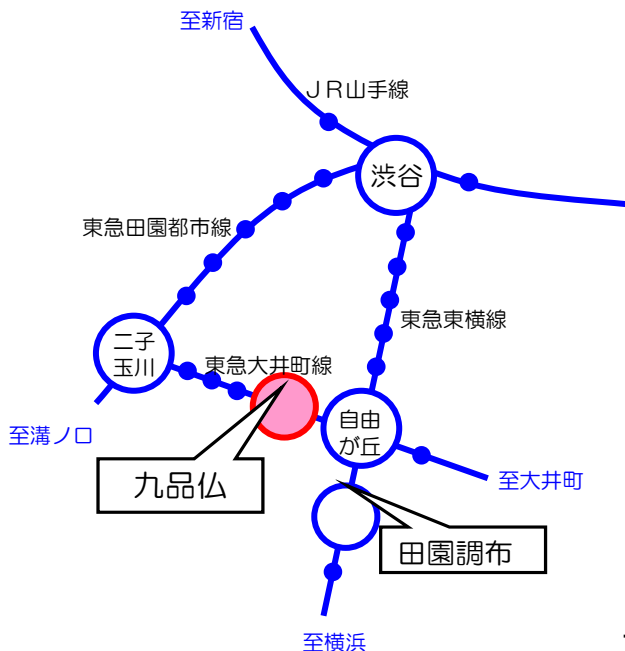 至新宿
ＪＲ山手線
渋谷
東急田園都市線
東急東横線
二子
玉川
東急大井町線
自由
が丘
至溝ノ口
九品仏
至大井町
田園調布
至横浜